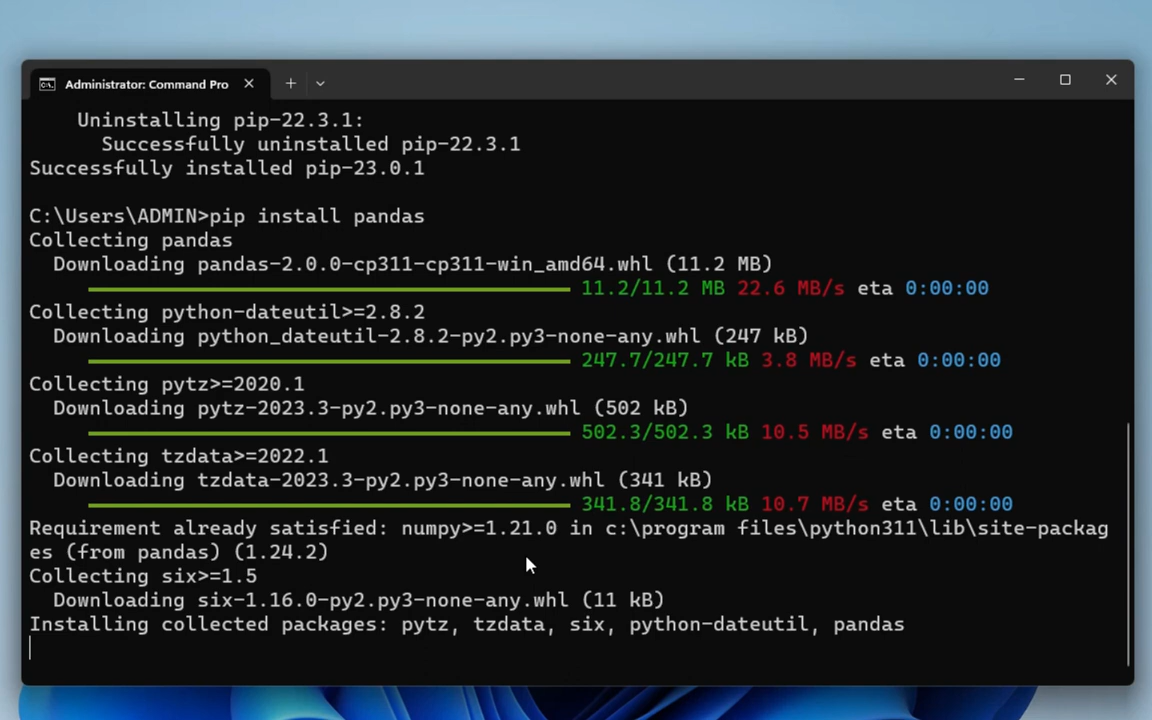 Administrator: Command Pro
Uninstalling pip-22.3.1:
Successfully uninstalled pip-22.3.1
Successfully installed pip-23.0.1
C:\Users\ADMIN>pip install pandas
Collecting pandas
Downloading pandas-2.0.0-cp311-cp311-win_amd64.whl (11.2 MB)
11.2/11.2 MB 22.6 MB/s eta 0:00:00
Collecting python-dateutil>=2.8.2
Downloading python_dateutil-2.8.2-py2.py3-none-any.whl (247 kB)
247.7/247.7 kB 3.8 MB/s eta 0:00:00
Collecting pytz>=2020.1
Downloading pytz-2023.3-py2.py3-none-any.whl (502 kB)
502.3/502.3 kB 10.5 MB/s eta 0:00:00
Collecting tzdata>=2022.1
Downloading tzdata-2023.3-py2.py3-none-any.whl (341 kB)
341.8/341.8 kB 10.7 MB/s eta 0:00:00
Requirement already satisfied: numpy>=1.21.0 in c:\program files\python311\lib\site-packag
es (from pandas) (1.24.2)
Collecting six>=1.5
Downloading six-1.16.0-py2.py3-none-any.whl (11 kB)
Installing collected packages: pytz, tzdata, six, python-dateutil, pandas